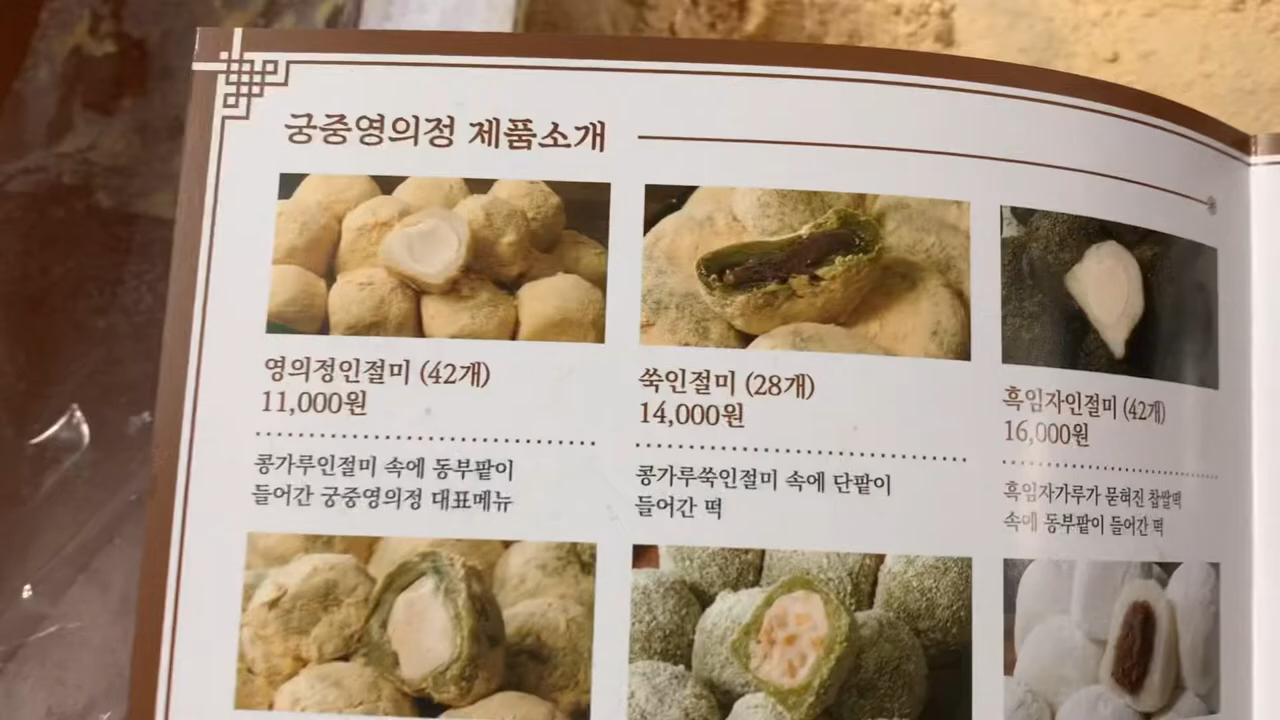 궁중영의정 제품소개
영의정인절미 (42개)
11,000원
콩가루인절미 속에 동부팥이
들어간 궁중영의정 대표메뉴
쑥인절미 (28개)
14,000원
콩가루쑥인절미 속에 단팥이
들어간 떡
흑임자인절미 (42개)
16,000원
흑임자가루가 묻혀진 찹쌀떡
속에 동부팥이 들어간 떡